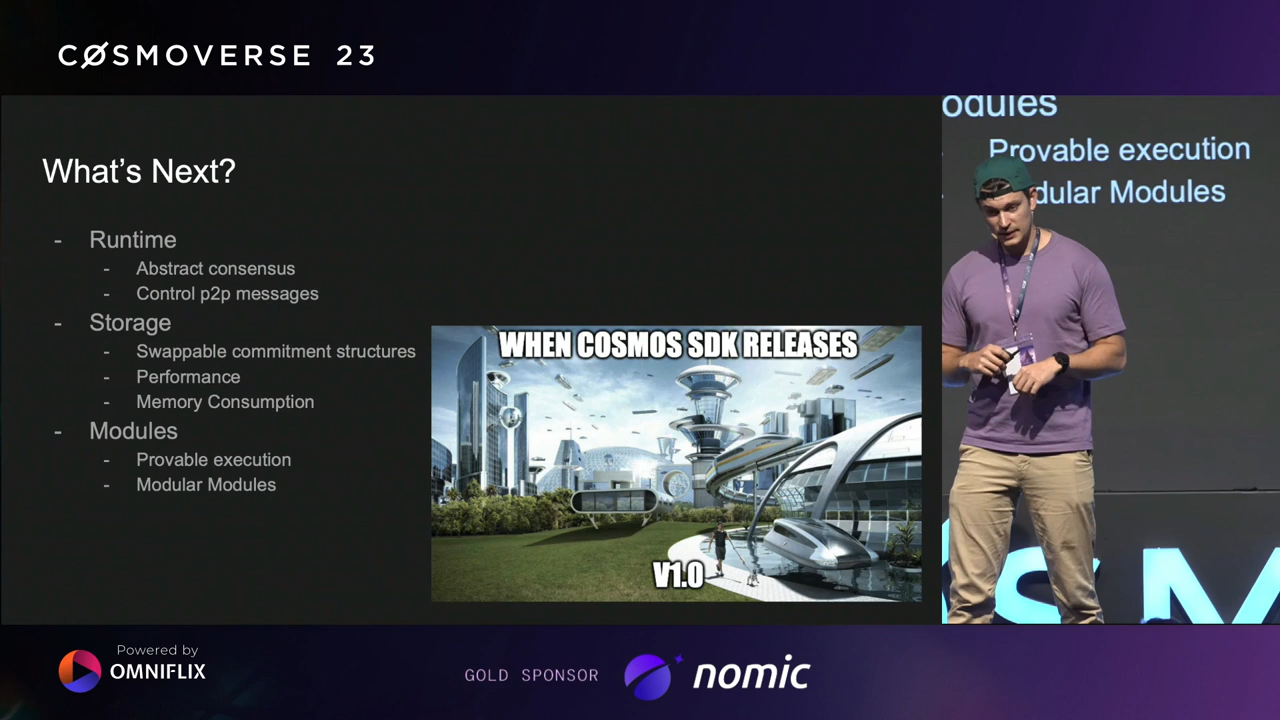 CØSMOVERSE 23
What's Next?
- Runtime
- Abstract consensus
- Control p2p messages
- Storage
- Swappable commitment structures
- Performance
- Memory Consumption
- Modules
- Provable execution
- Modular Modules
WHEN COSMOS SDK RELEASES
V1.0
odules
Provable execution
dular Modules
SM
Powered by
OMNIFLIX
GOLD SPONSOR
nomic